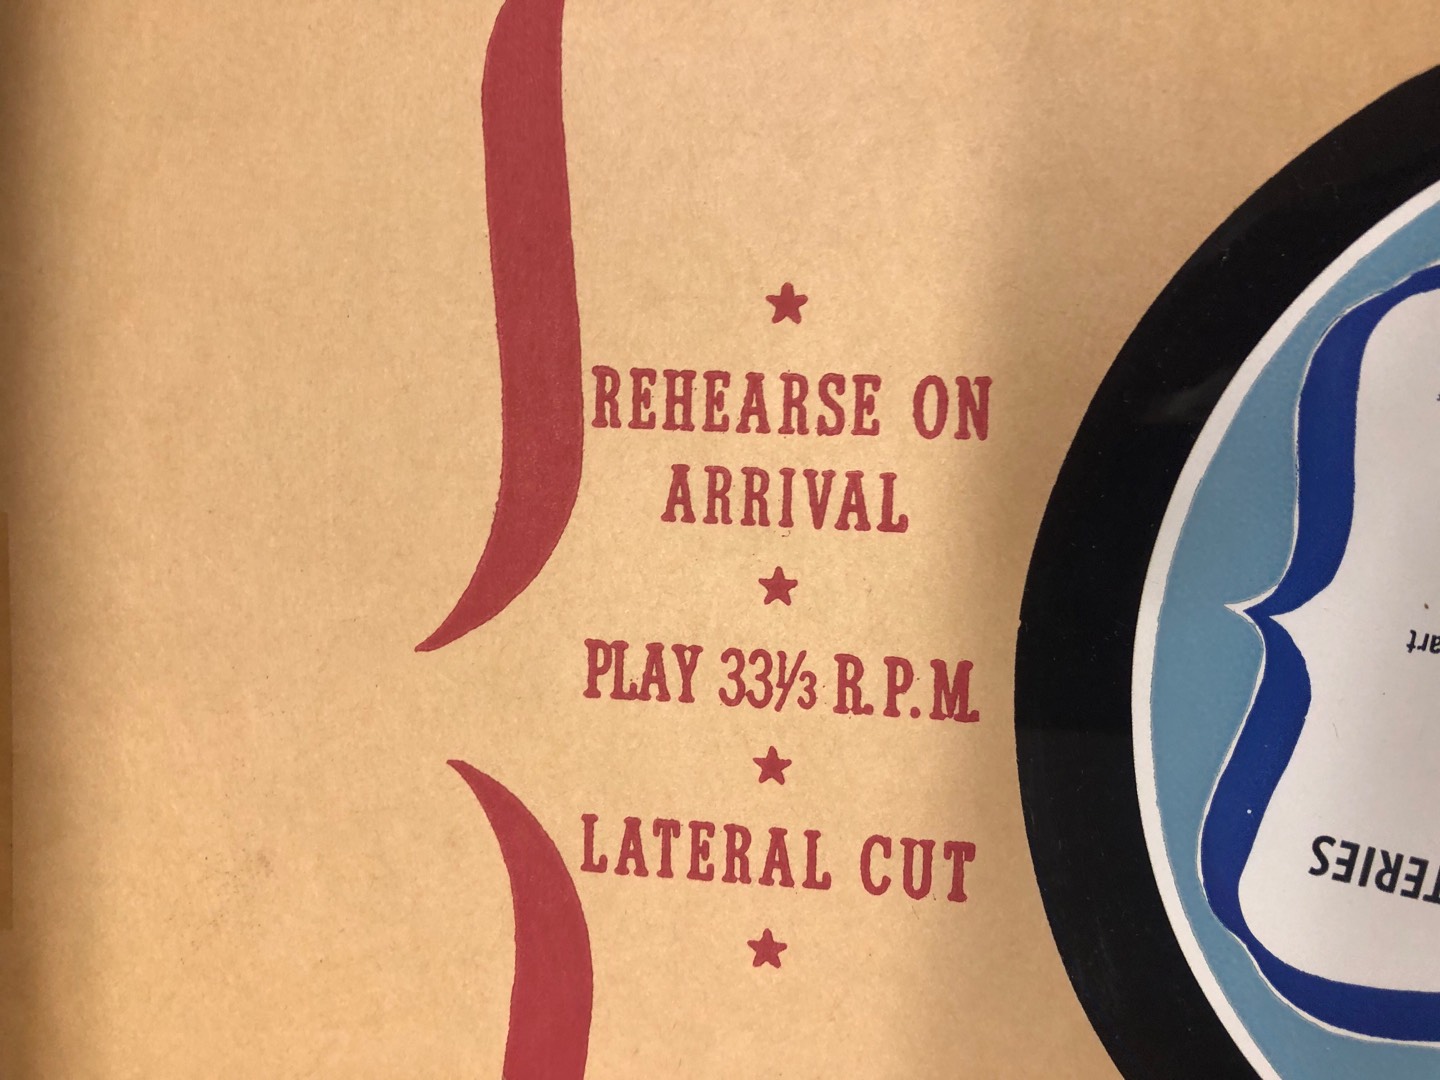 REHEARSE ON
ARRIVAL
PLAY 33⅓ R.P.M.
LATERAL CUT